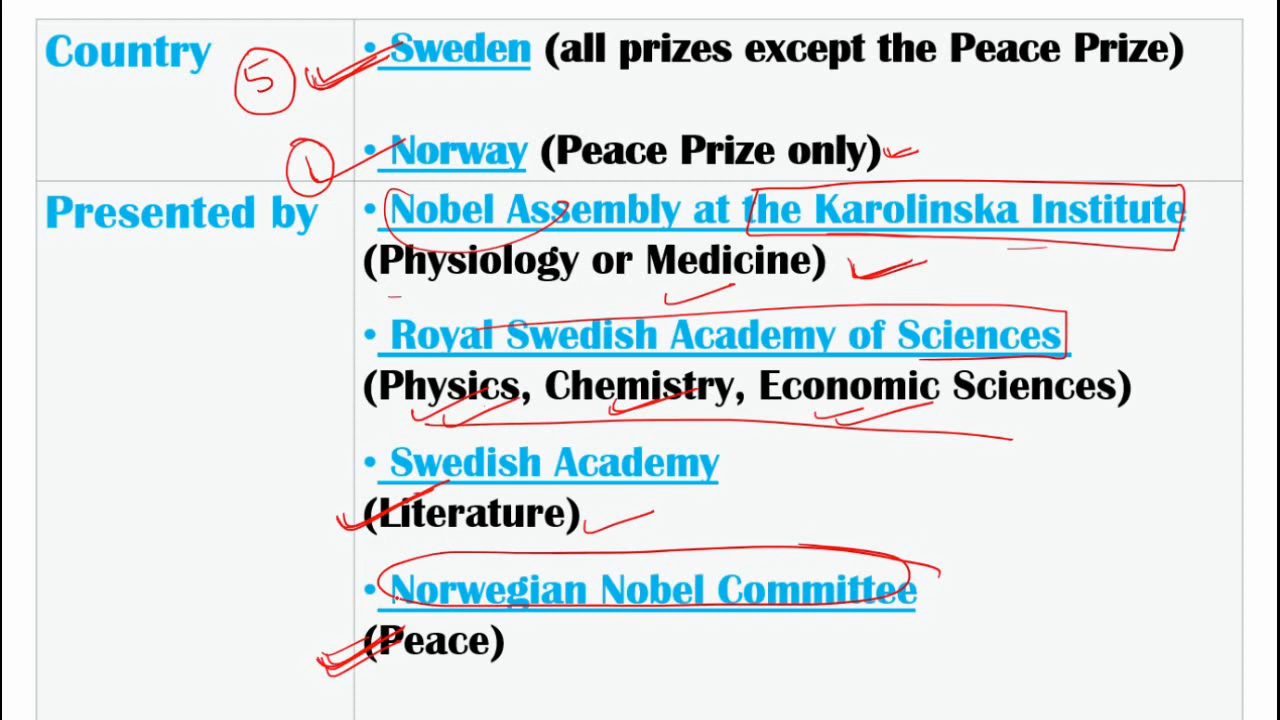 Country
5
• Sweden (all prizes except the Peace Prize)
1
• Norway (Peace Prize only)
Presented by
• Nobel Assembly at the Karolinska Institute
(Physiology or Medicine)
• Royal Swedish Academy of Sciences
(Physics, Chemistry, Economic Sciences)
• Swedish Academy
(Literature)
• Norwegian Nobel Committee
(Peace)